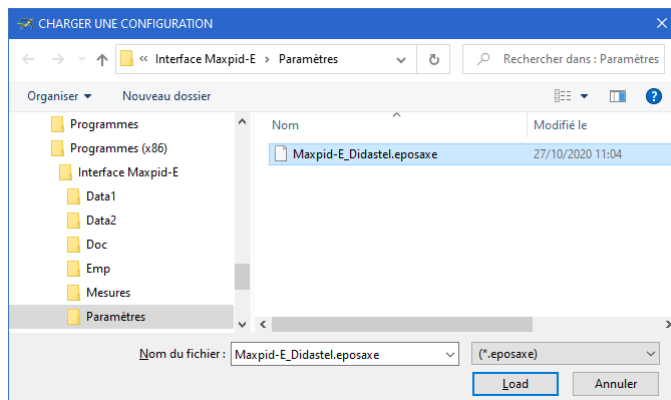 CHARGER UNE CONFIGURATION
« Interface Maxpid-E > Paramètres
Rechercher dans : Paramètres
Organiser
Nouveau dossier
Programmes
Programmes (x86)
Interface Maxpid-E
Data1
Data2
Doc
Emp
Mesures
Paramètres
Nom
Modifié le
Maxpid-E_Didastel.eposaxe
27/10/2020 11:04
Nom du fichier :
Maxpid-E_Didastel.eposaxe
(*.eposaxe)
Load
Annuler